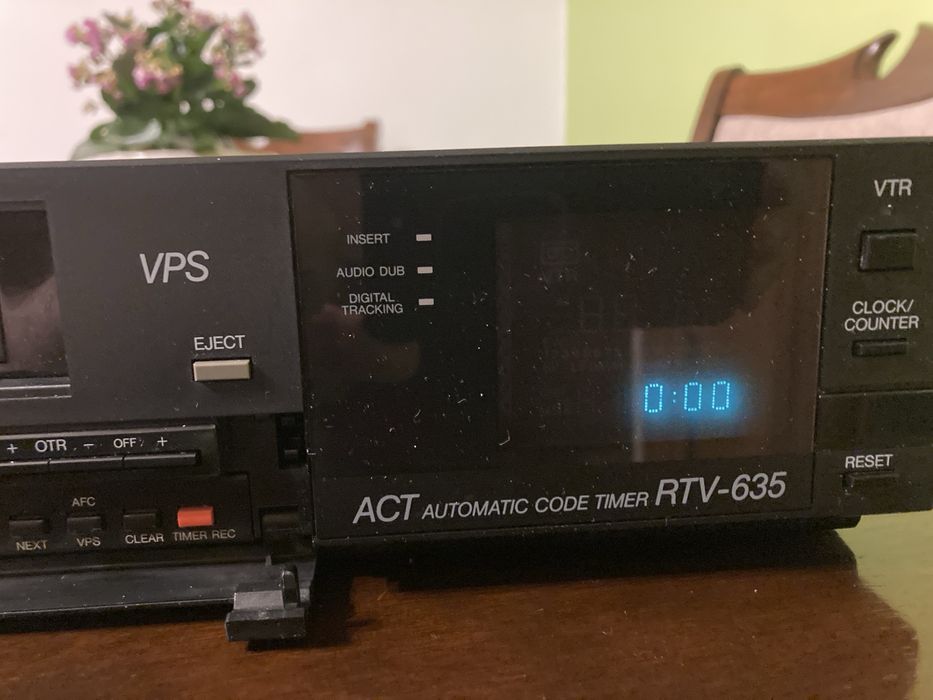 VPS
EJECT
+ OTR - OFF +
AFC
NEXT VPS CLEAR TIMER REC
INSERT
AUDIO DUB
DIGITAL
TRACKING
0:00
ACT AUTOMATIC CODE TIMER RTV-635
VTR
CLOCK/
COUNTER
RESET